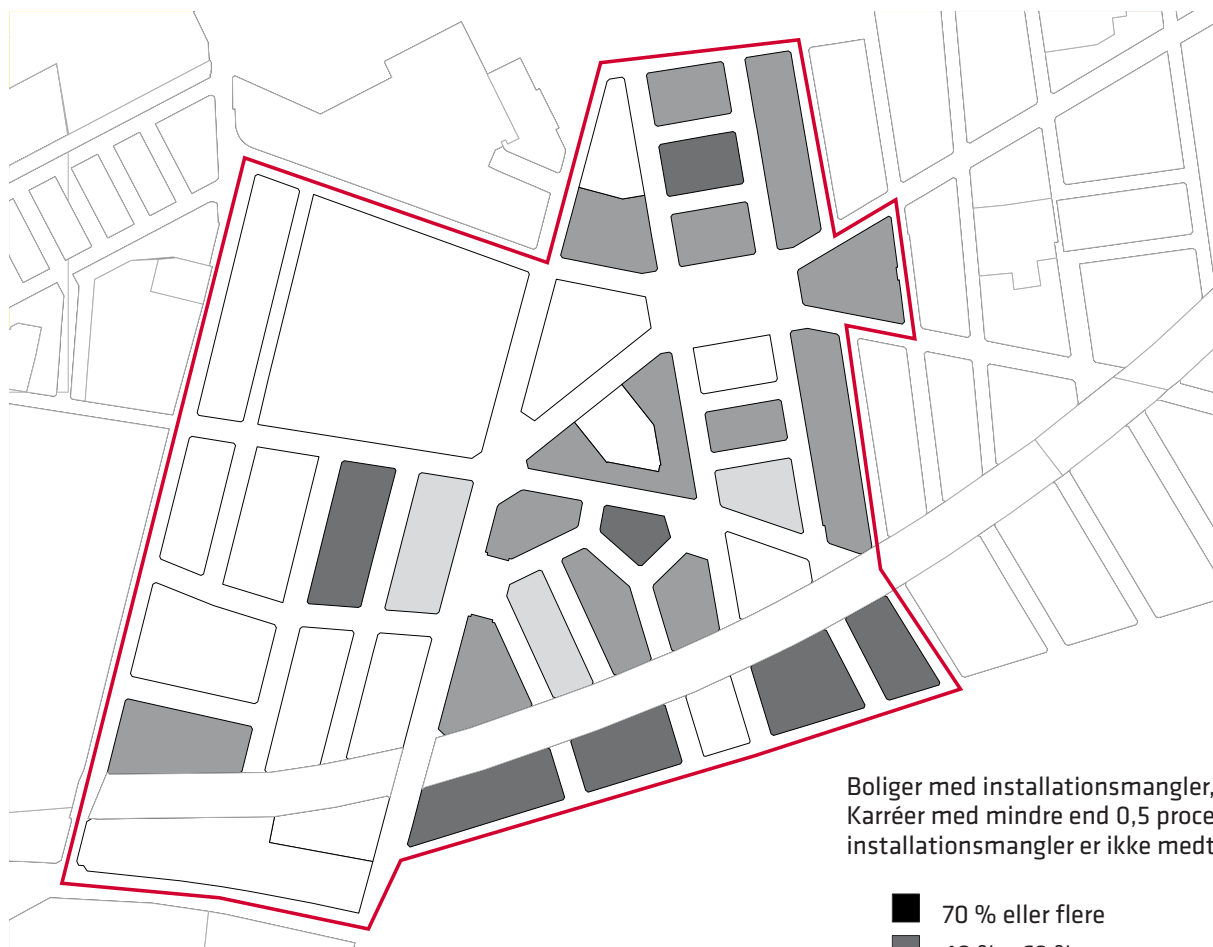 Boliger med installationsmangler,
Karréer med mindre end 0,5 proce
installationsmangler er ikke medt
70 % eller flere